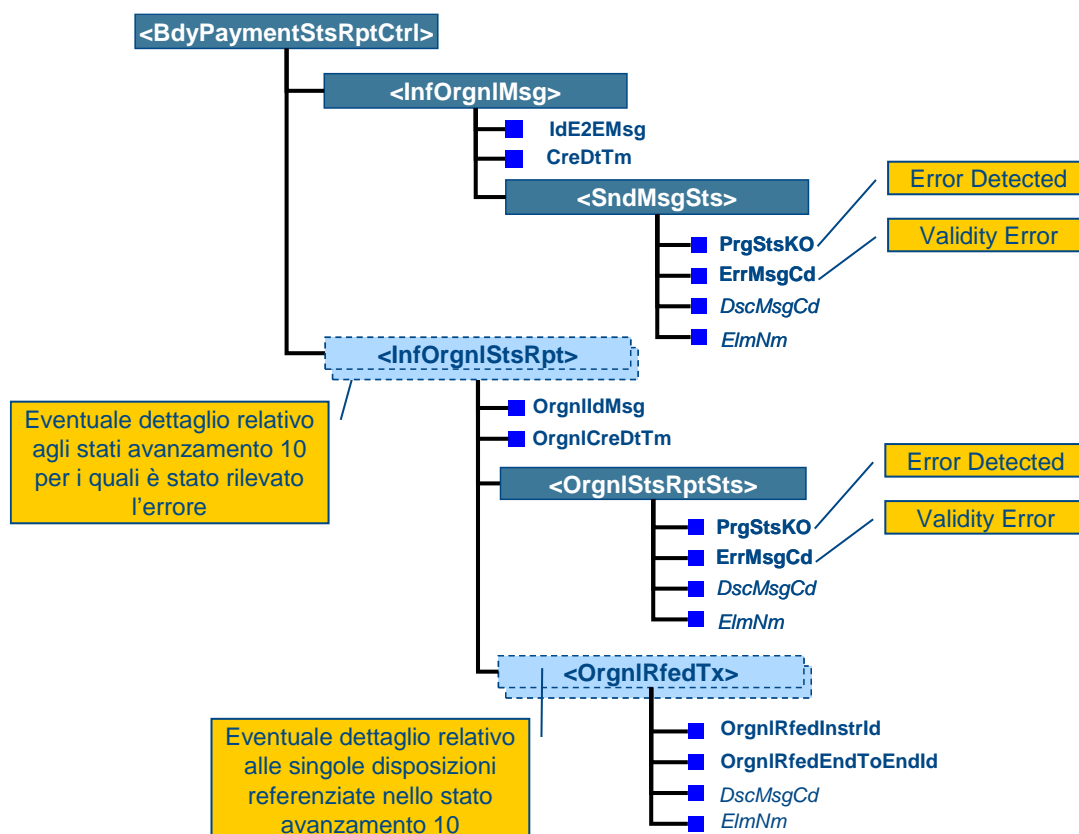 <BdyPaymentStsRptCtrl>
<InfOrgnlMsg>
IdE2EMsg
CreDtTm
<SndMsgSts>
Error Detected
PrgStsKO
Validity Error
ErrMsgCd
DscMsgCd
ElmNm
<InfOrgnlStsRpt>
Eventuale dettaglio relativo
agli stati avanzamento 10
per i quali è stato rilevato
l'errore
OrgnlIdMsg
OrgnlCreDtTm
<OrgnlStsRptSts>
Error Detected
PrgStsKO
Validity Error
ErrMsgCd
DscMsgCd
ElmNm
<OrgnlRfedTx>
Eventuale dettaglio relativo
alle singole disposizioni
referenziate nello stato
avanzamento 10
OrgnlRfedInstrId
OrgnlRfedEndToEndId
DscMsgCd
ElmNm